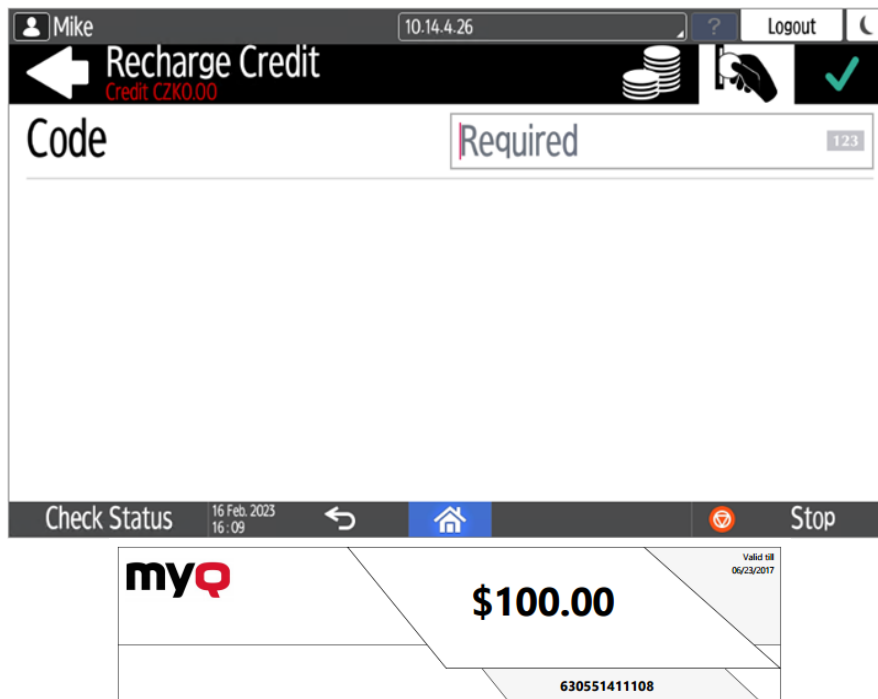 Mike
10.14.4.26
?
Logout
Recharge Credit
Credit CZK0.00
Code
Required
123
Check Status
16 Feb. 2023
16:09
Stop
myQ
$100.00
Valid till
06/23/2017
630551411108